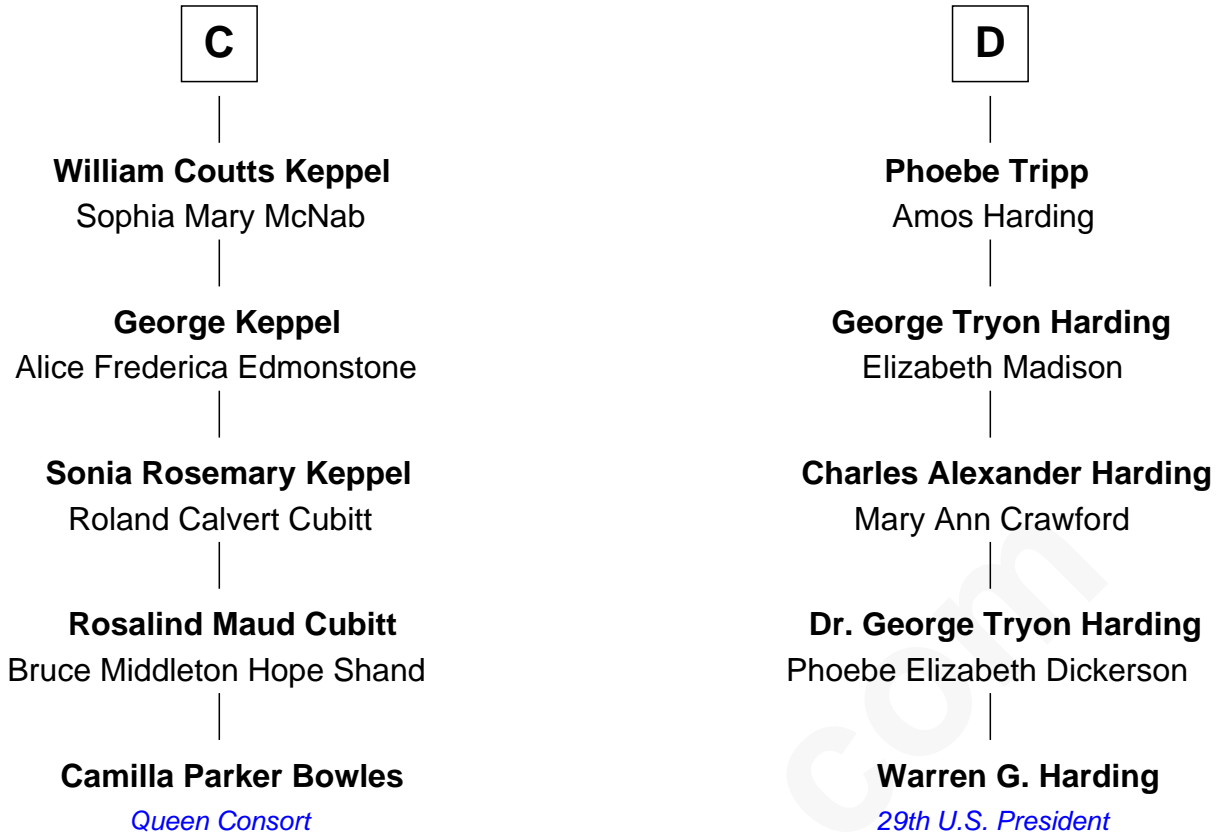 C
William Coutts Keppel
Sophia Mary McNab
George Keppel
Alice Frederica Edmonstone
Sonia Rosemary Keppel
Roland Calvert Cubitt
Rosalind Maud Cubitt
Bruce Middleton Hope Shand
Camilla Parker Bowles
Queen Consort
D
Phoebe Tripp
Amos Harding
George Tryon Harding
Elizabeth Madison
Charles Alexander Harding
Mary Ann Crawford
Dr. George Tryon Harding
Phoebe Elizabeth Dickerson
Warren G. Harding
29th U.S. President
com